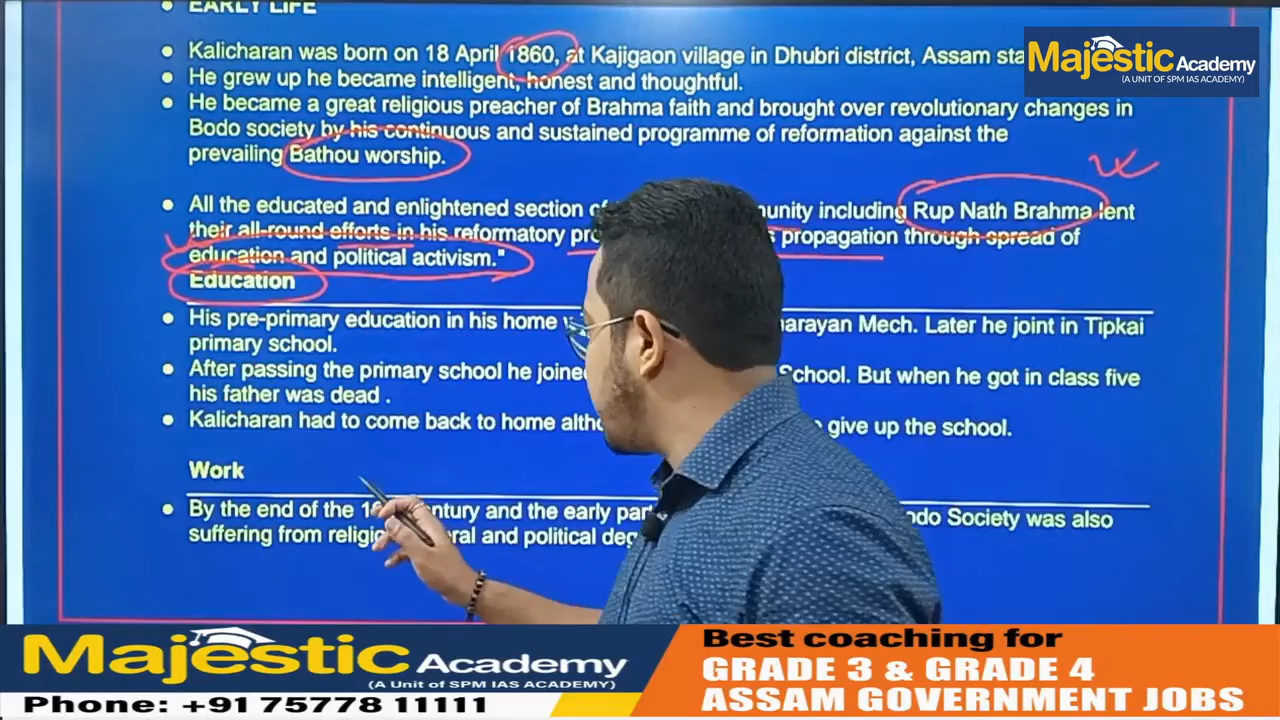 EARLY LIFE
Kalicharan was born on 18 April 1860, at Kajigaon village in Dhubri district, Assam sta
He grew up he became intelligent, honest and thoughtful.
He became a great religious preacher of Brahma faith and brought over revolutionary changes in
Bodo society by his continuous and sustained programme of reformation against the
prevailing Bathou worship.
All the educated and enlightened section of munity including Rup Nath Brahma lent
their all-round efforts in his reformatory pro s propagation through spread of
education and political activism."
Education
His pre-primary education in his home narayan Mech. Later he joint in Tipkai
primary school.
After passing the primary school he joined School. But when he got in class five
his father was dead .
Kalicharan had to come back to home altho give up the school.
Work
By the end of the century and the early part odo Society was also
suffering from and political deg
Majestic Academy
(A UNIT OF SPM IAS ACADEMY)
Majestic Academy
(A Unit of SPM IAS ACADEMY)
Phone: +91 75778 11111
Best coaching for
GRADE 3 & GRADE 4
ASSAM GOVERNMENT JOBS